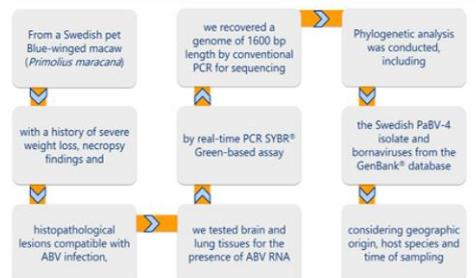 From a Swedish pet
Blue-winged macaw
(Primolius maracana)
with a history of severe
weight loss, necropsy
findings and
histopathological
lesions compatible with
ABV infection,
we tested brain and
lung tissues for the
presence of ABV RNA
by real-time PCR SYBR®
Green-based assay
we recovered a
genome of 1600 bp
length by conventional
PCR for sequencing
Phylogenetic analysis
was conducted,
including
the Swedish PaBV-4
isolate and
bornaviruses from the
GenBank® database
considering geographic
origin, host species and
time of sampling